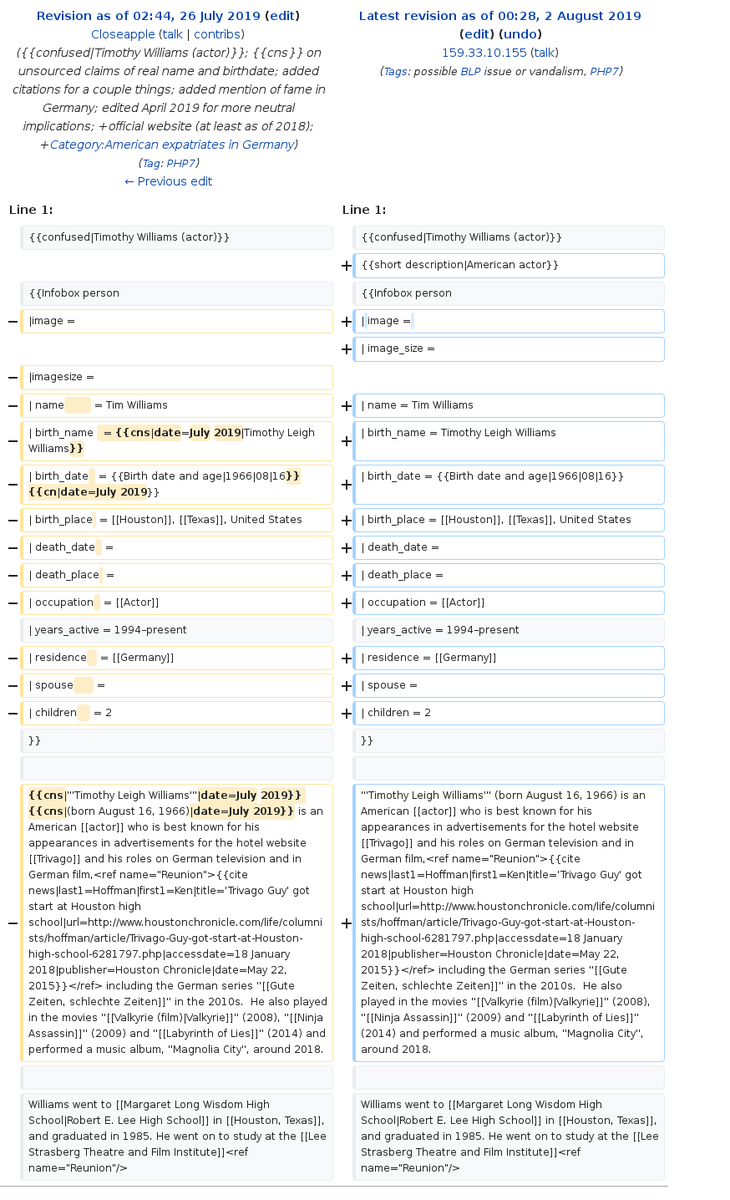 Revision as of 02:44, 26 July 2019 (edit)
Closeapple (talk | contribs)
({{confused|Timothy Williams (actor)}}; {{cns}} on
unsourced claims of real name and birthdate; added
citations for a couple things; added mention of fame in
Germany; edited April 2019 for more neutral
implications; +official website (at least as of 2018);
+Category:American expatriates in Germany)
(Tag: PHP7)
← Previous edit
Latest revision as of 00:28, 2 August 2019
(edit) (undo)
159.33.10.155 (talk)
(Tags: possible BLP issue or vandalism, PHP7)
Line 1:
Line 1:
{{confused|Timothy Williams (actor)}}
{{confused|Timothy Williams (actor)}}
+ {{short description|American actor}}
{{Infobox person
{{Infobox person
− |image =
+ | image =
+ | image_size =
− |imagesize =
− | name = Tim Williams
+ | name = Tim Williams
− | birth_name = {{cns|date=July 2019|Timothy Leigh
Williams}}
+ | birth_name = Timothy Leigh Williams
− | birth_date = {{Birth date and age|1966|08|16}}
{{cn|date=July 2019}}
+ | birth_date = {{Birth date and age|1966|08|16}}
− | birth_place = [[Houston]], [[Texas]], United States
+ | birth_place = [[Houston]], [[Texas]], United States
− | death_date =
+ | death_date =
− | death_place =
+ | death_place =
− | occupation = [[Actor]]
+ | occupation = [[Actor]]
| years_active = 1994–present
| years_active = 1994–present
− | residence = [[Germany]]
+ | residence = [[Germany]]
− | spouse =
+ | spouse =
− | children = 2
+ | children = 2
}}
}}
− {{cns|'''Timothy Leigh Williams'''|date=July 2019}}
{{cns|(born August 16, 1966)|date=July 2019}} is an
American [[actor]] who is best known for his
appearances in advertisements for the hotel website
[[Trivago]] and his roles on German television and in
German film,<ref name="Reunion">{{cite
news|last1=Hoffman|first1=Ken|title='Trivago Guy' got
start at Houston high
school|url=http://www.houstonchronicle.com/life/columni
sts/hoffman/article/Trivago-Guy-got-start-at-Houston-
high-school-6281797.php|accessdate=18 January
2018|publisher=Houston Chronicle|date=May 22,
2015}}</ref> including the German series ''[[Gute
Zeiten, schlechte Zeiten]]'' in the 2010s.  He also played
in the movies ''[[Valkyrie (film)|Valkyrie]]'' (2008), ''[[Ninja
Assassin]]'' (2009) and ''[[Labyrinth of Lies]]'' (2014) and
performed a music album, ''Magnolia City'', around 2018.
+ '''Timothy Leigh Williams''' (born August 16, 1966) is an
American [[actor]] who is best known for his
appearances in advertisements for the hotel website
[[Trivago]] and his roles on German television and in
German film,<ref name="Reunion">{{cite
news|last1=Hoffman|first1=Ken|title='Trivago Guy' got
start at Houston high
school|url=http://www.houstonchronicle.com/life/columni
sts/hoffman/article/Trivago-Guy-got-start-at-Houston-
high-school-6281797.php|accessdate=18 January
2018|publisher=Houston Chronicle|date=May 22,
2015}}</ref> including the German series ''[[Gute
Zeiten, schlechte Zeiten]]'' in the 2010s.  He also
played in the movies ''[[Valkyrie (film)|Valkyrie]]'' (2008),
''[[Ninja Assassin]]'' (2009) and ''[[Labyrinth of Lies]]''
(2014) and performed a music album, ''Magnolia City'',
around 2018.
Williams went to [[Margaret Long Wisdom High
School|Robert E. Lee High School]] in [[Houston, Texas]],
and graduated in 1985. He went on to study at the [[Lee
Strasberg Theatre and Film Institute]]<ref
name="Reunion"/>
Williams went to [[Margaret Long Wisdom High
School|Robert E. Lee High School]] in [[Houston, Texas]],
and graduated in 1985. He went on to study at the [[Lee
Strasberg Theatre and Film Institute]]<ref
name="Reunion"/>